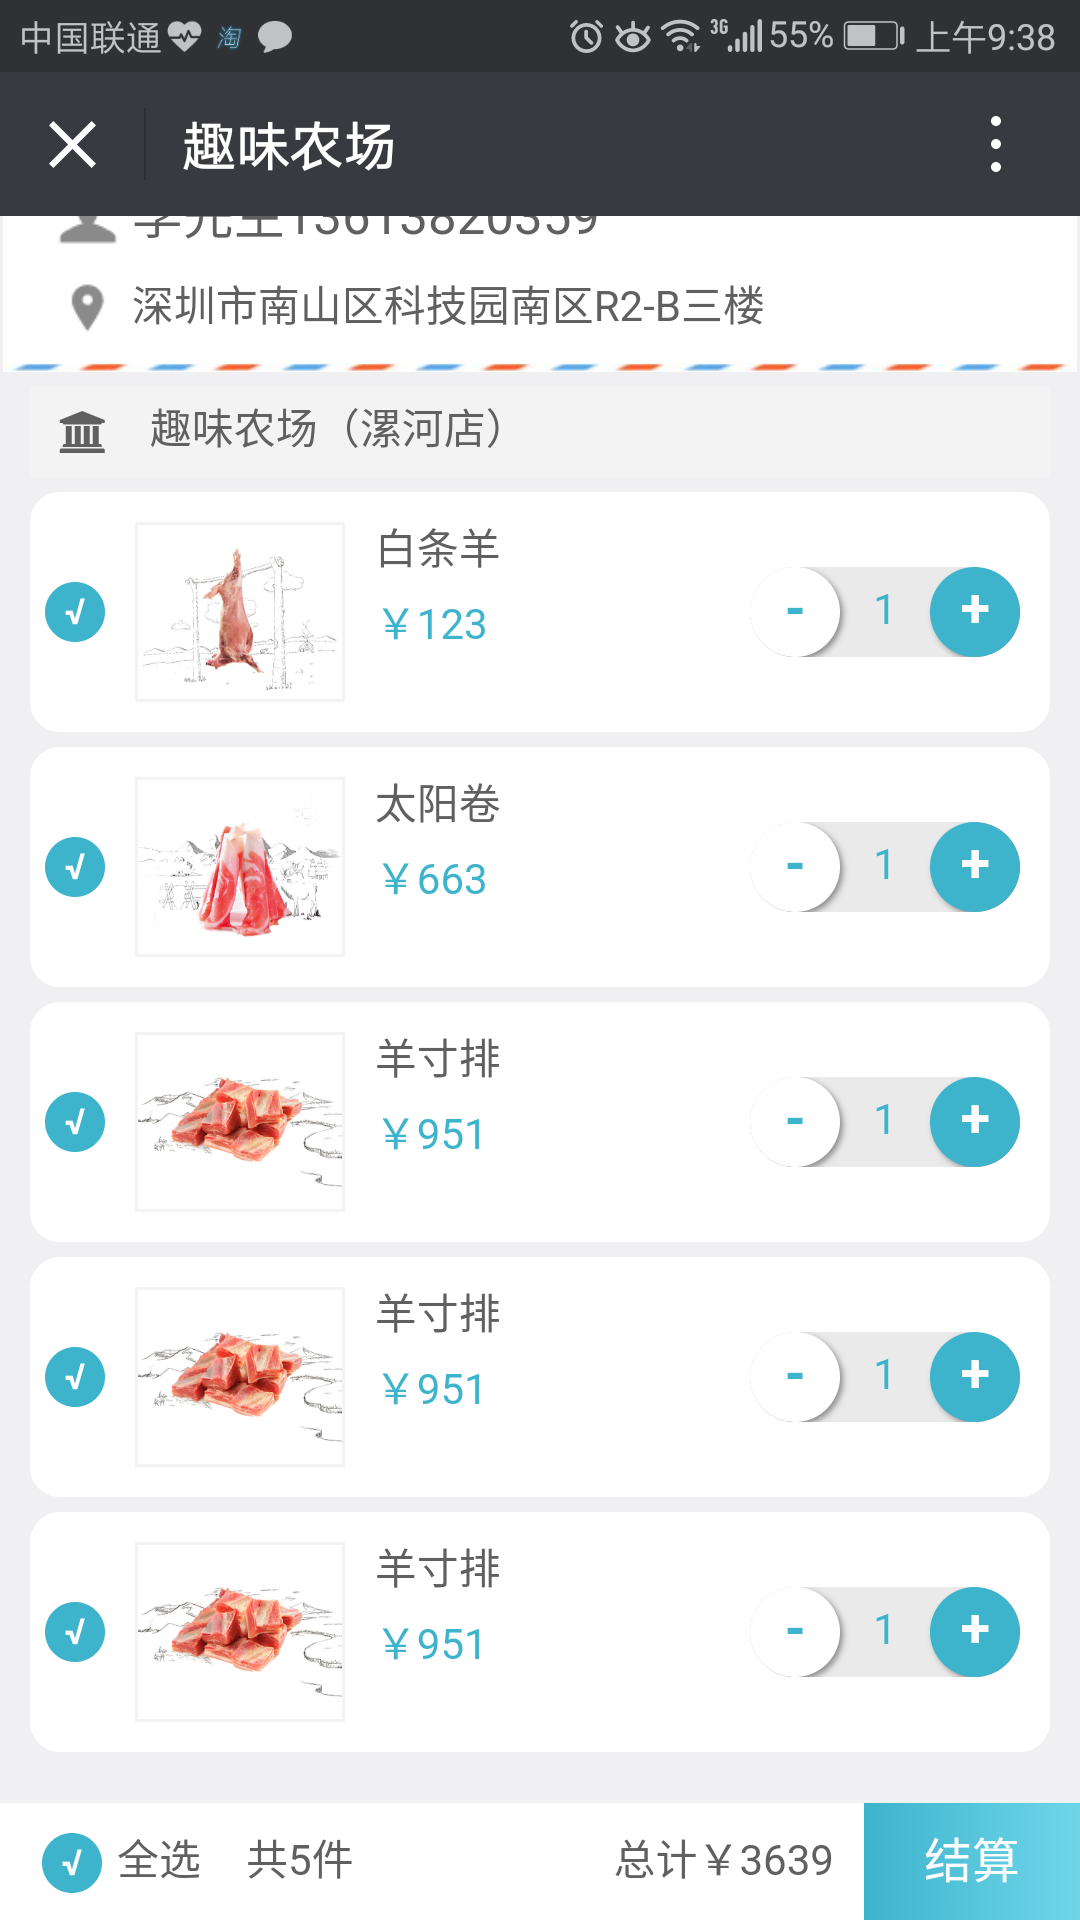 中国联通 淘 3G 55% 上午9:38
趣味农场
13613820359
深圳市南山区科技园南区R2-B三楼
趣味农场（漯河店）
白条羊
√
￥123
- 1 +
太阳卷
√
￥663
- 1 +
羊寸排
√
￥951
- 1 +
羊寸排
√
￥951
- 1 +
羊寸排
√
￥951
- 1 +
√ 全选 共5件 总计￥3639 结算